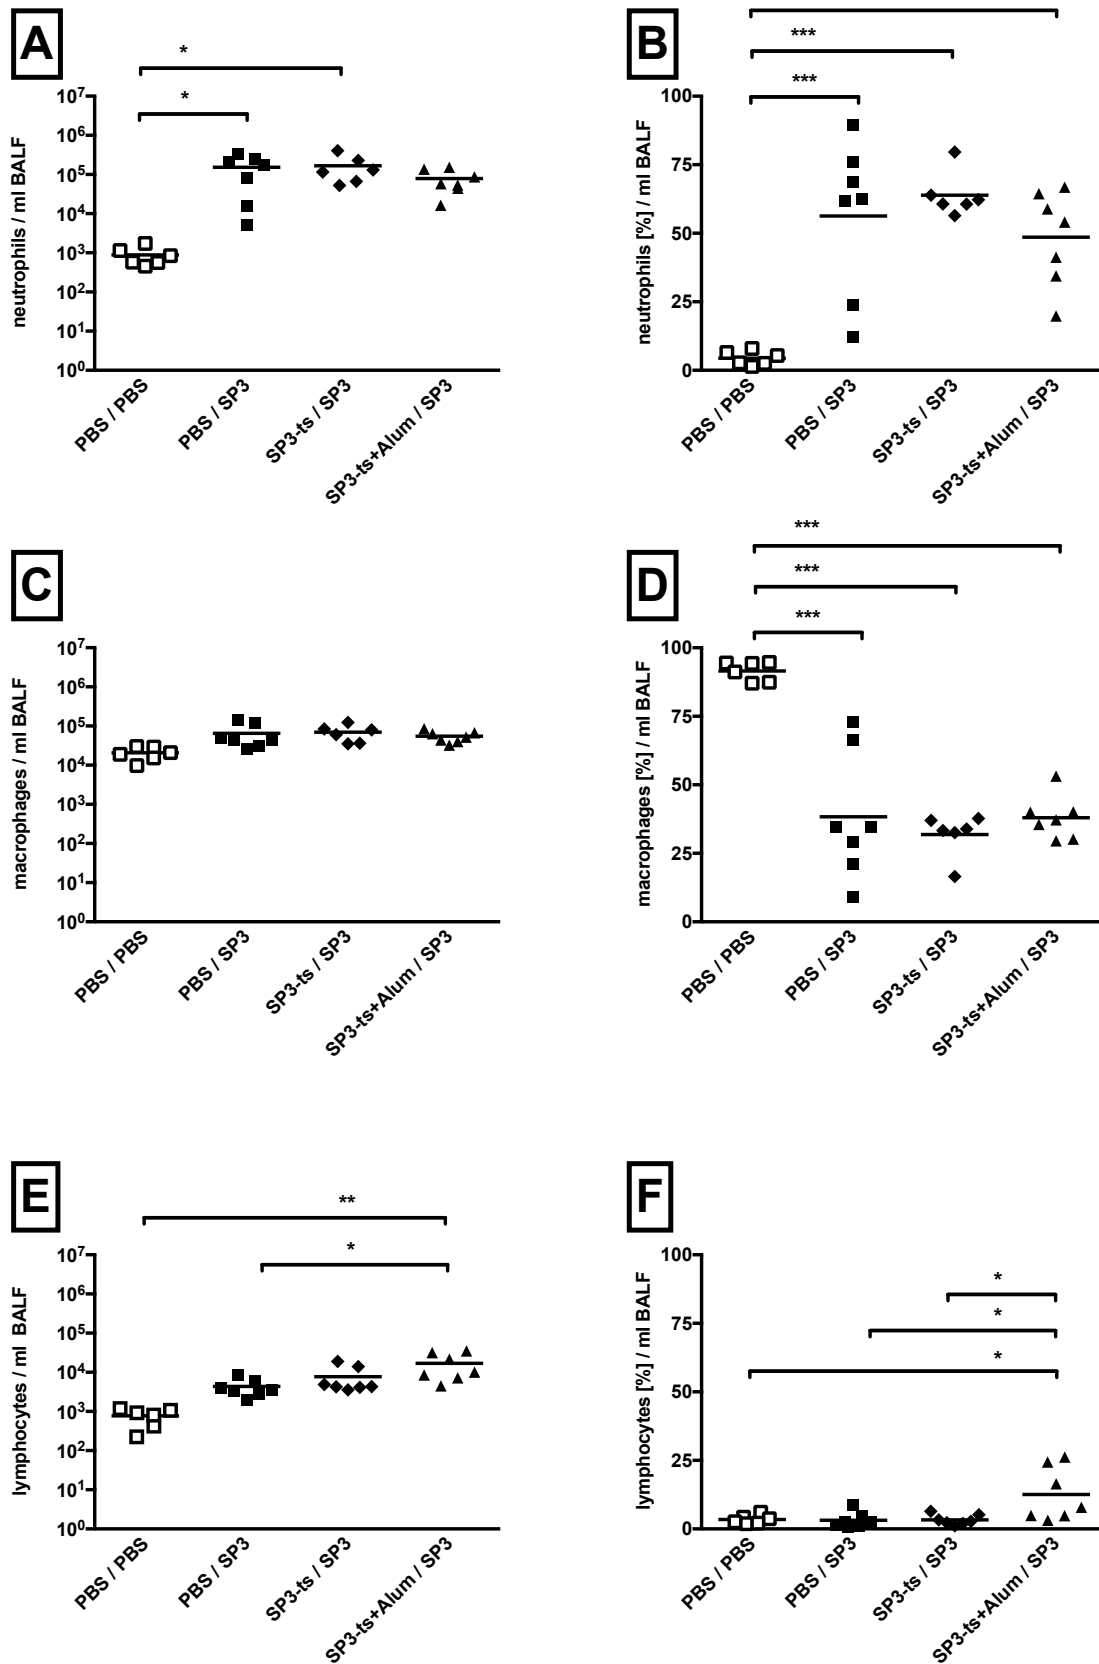 A
*
*
neutrophils / ml BALF
10^7
10^6
10^5
10^4
10^3
10^2
10^1
10^0
PBS / PBS
PBS / SP3
SP3-ts / SP3
SP3-ts+Alum / SP3
B
***
***
neutrophils [%] / ml BALF
100
75
50
25
0
PBS / PBS
PBS / SP3
SP3-ts / SP3
SP3-ts+Alum / SP3
C
macrophages / ml BALF
10^7
10^6
10^5
10^4
10^3
10^2
10^1
10^0
PBS / PBS
PBS / SP3
SP3-ts / SP3
SP3-ts+Alum / SP3
D
***
***
***
macrophages [%] / ml BALF
100
75
50
25
0
PBS / PBS
PBS / SP3
SP3-ts / SP3
SP3-ts+Alum / SP3
E
**
*
lymphocytes / ml BALF
10^7
10^6
10^5
10^4
10^3
10^2
10^1
10^0
PBS / PBS
PBS / SP3
SP3-ts / SP3
SP3-ts+Alum / SP3
F
*
*
*
lymphocytes [%] / ml BALF
100
75
50
25
0
PBS / PBS
PBS / SP3
SP3-ts / SP3
SP3-ts+Alum / SP3